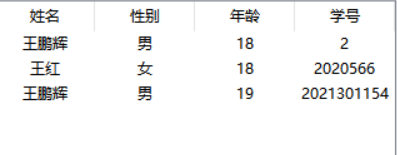 姓名 性别 年龄 学号
王鹏辉 男 18 2
王红 女 18 2020566
王鹏辉 男 19 2021301154